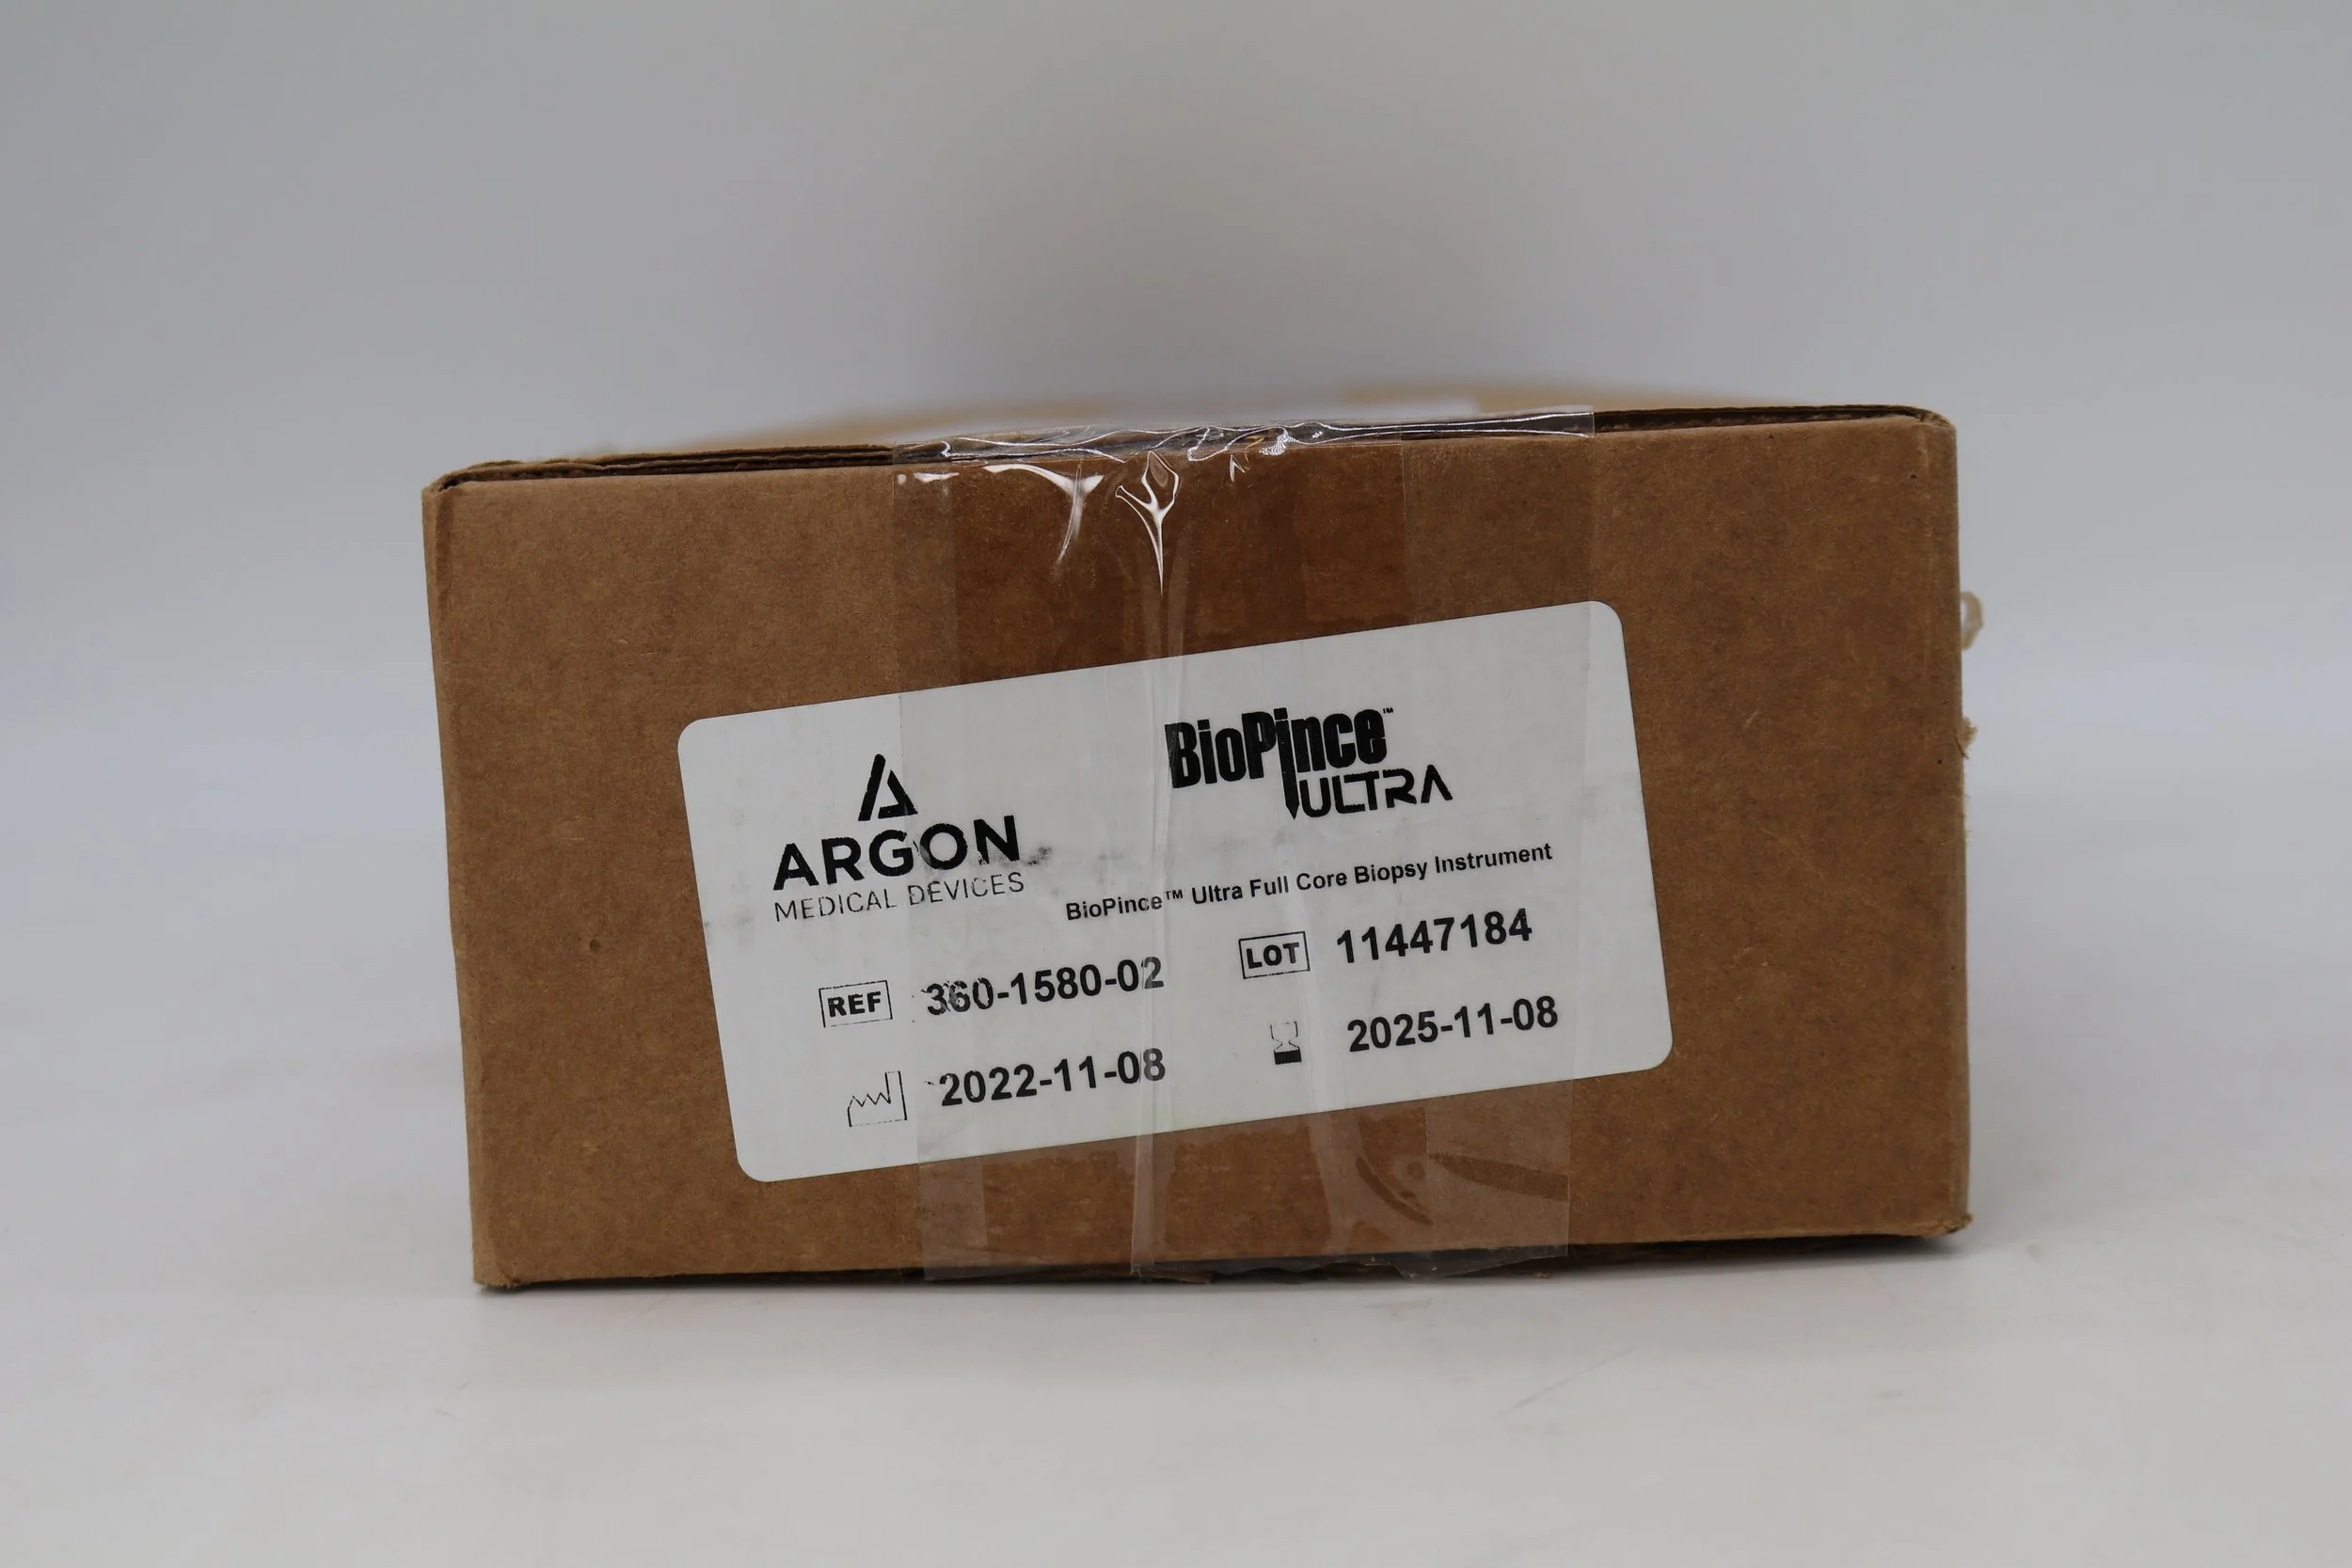 ARGON
MEDICAL DEVICES
BioPince™
ULTRA
BioPince™ Ultra Full Core Biopsy Instrument
REF 360-1580-02
LOT 11447184
2022-11-08
2025-11-08